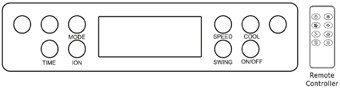 MODE
SPEED COOL
TIME ION
SWING ON/OFF
Remote
Controller